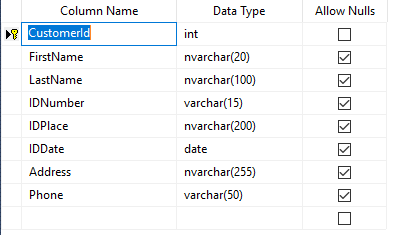 Column Name Data Type Allow Nulls
CustomerId int
FirstName nvarchar(20)
LastName nvarchar(100)
IDNumber varchar(15)
IDPlace nvarchar(200)
IDDate date
Address nvarchar(255)
Phone varchar(50)